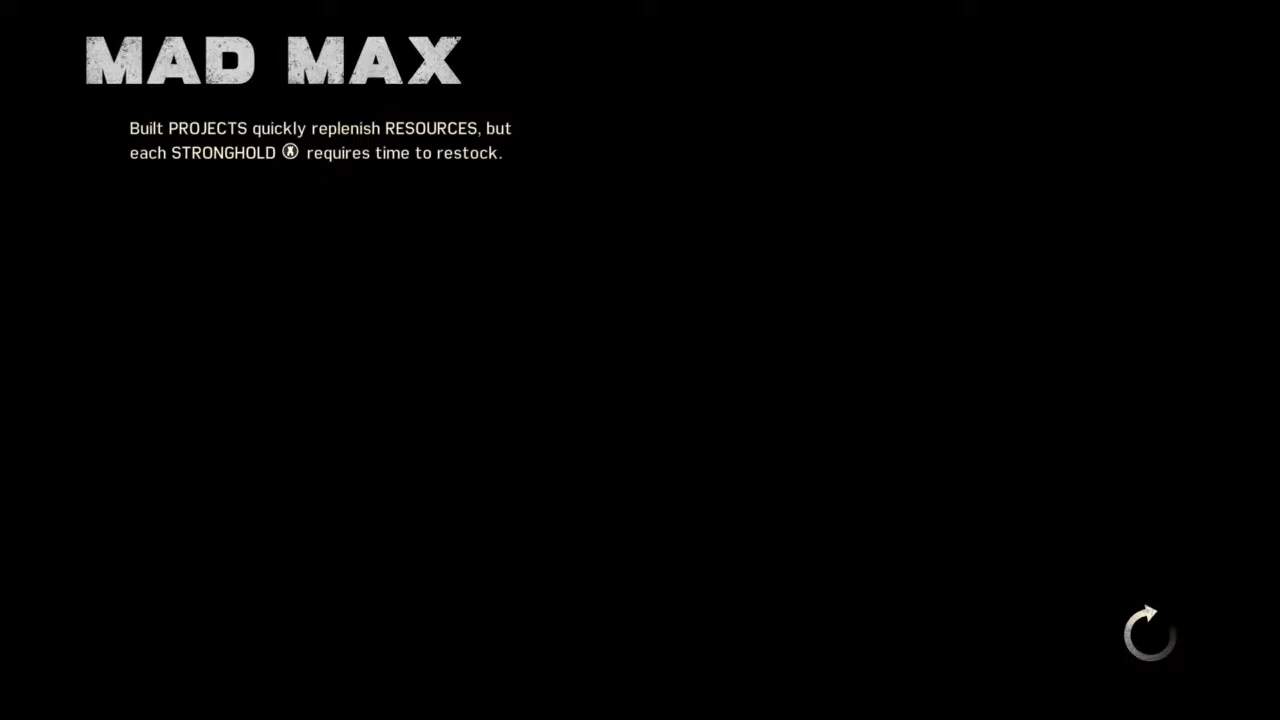 MAD MAX
Built PROJECTS quickly replenish RESOURCES, but
each STRONGHOLD requires time to restock.